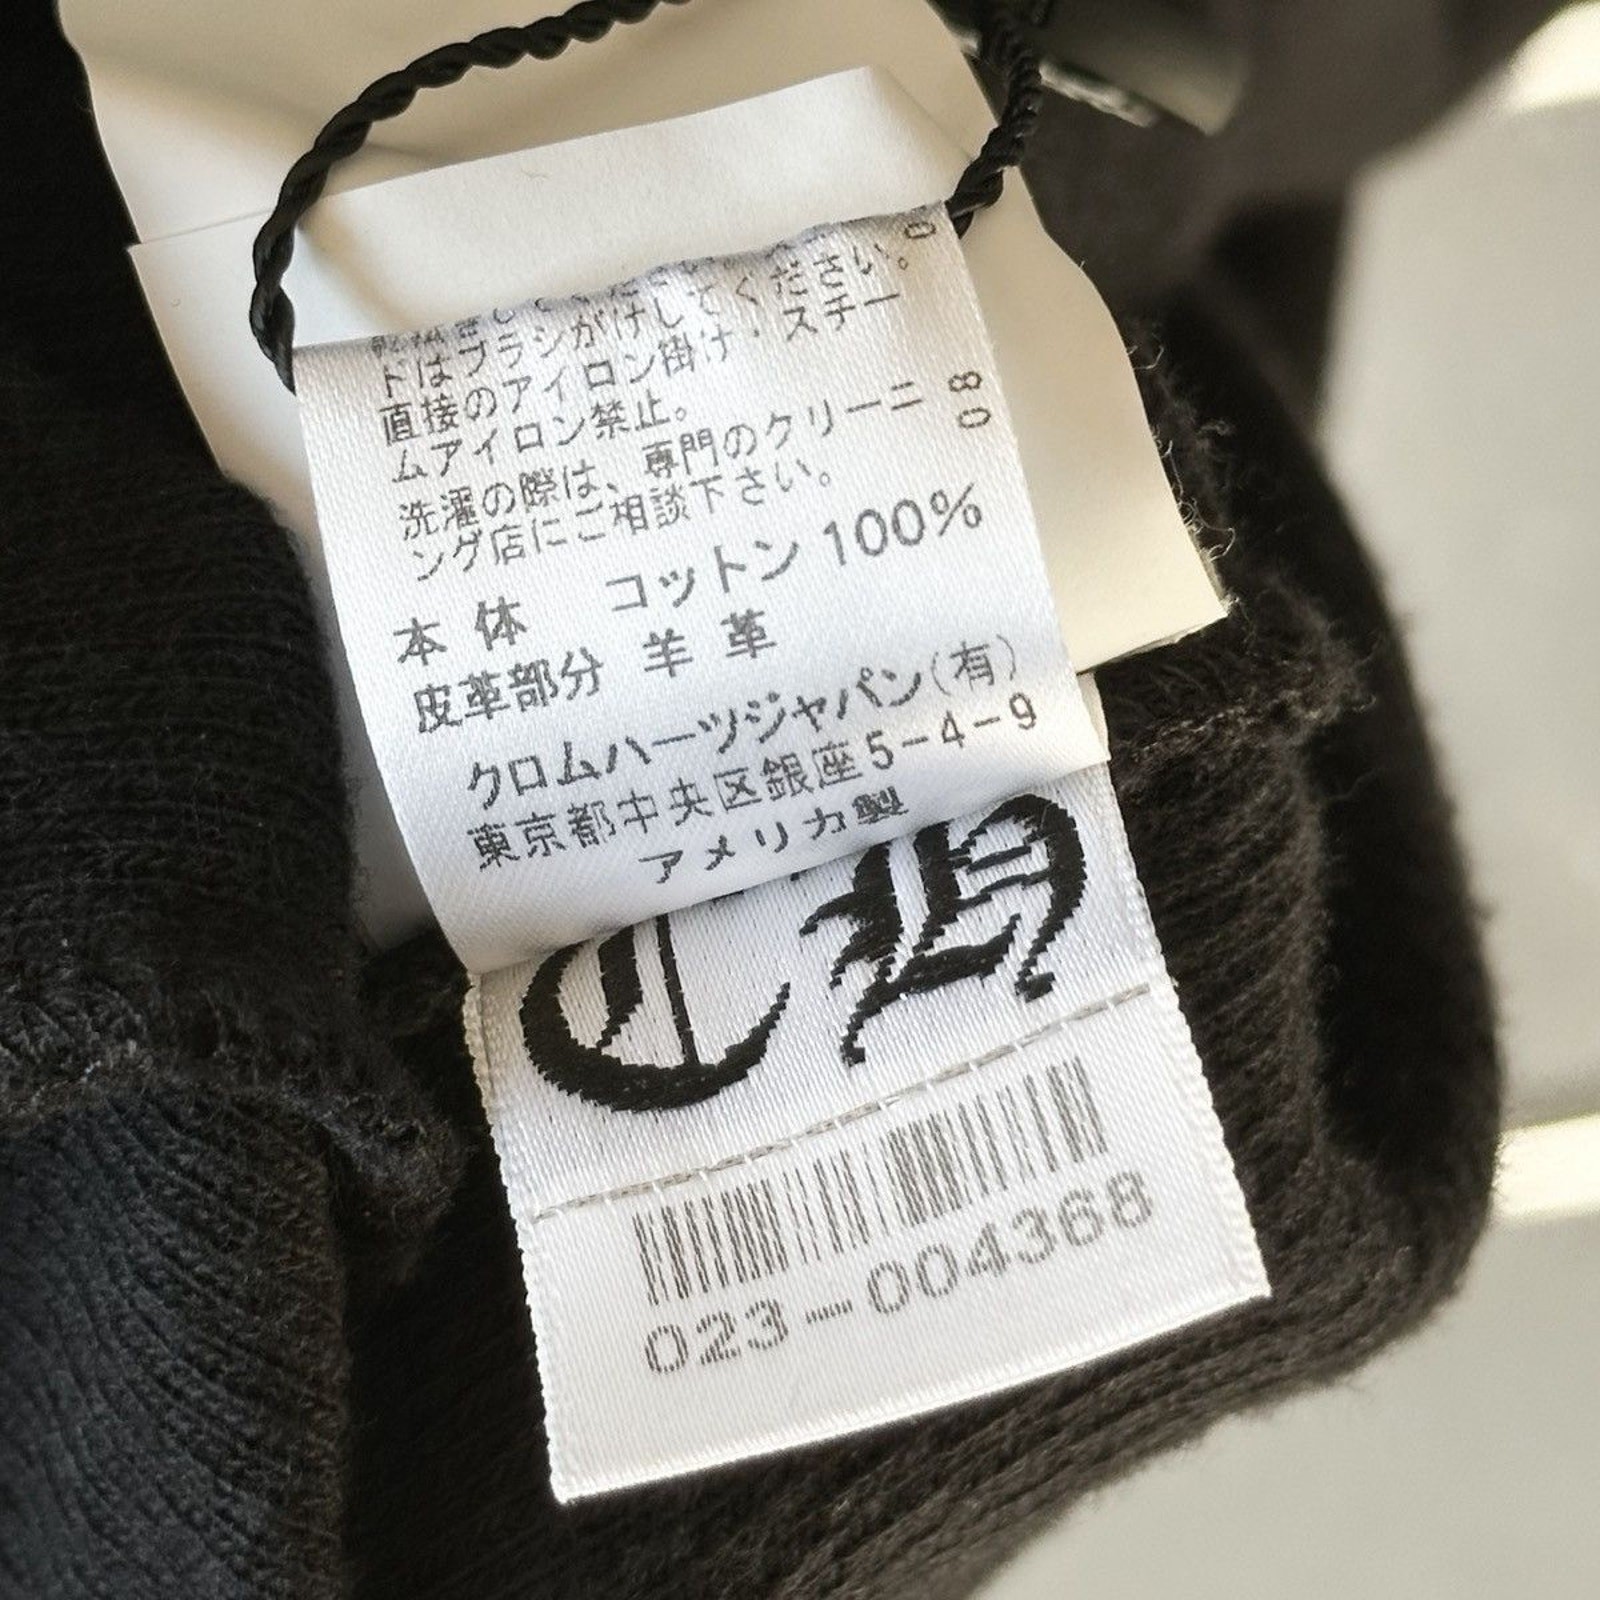 ドはブラシがけしてください。
直接のアイロン掛け・スチー
ムアイロン禁止。
洗濯の際は、専門のクリーニ
ング店にご相談下さい。
08
本体 コットン 100%
皮革部分 羊革
クロムハーツジャパン(有)
東京都中央区銀座5-4-9
アメリカ製
CH
023-004368